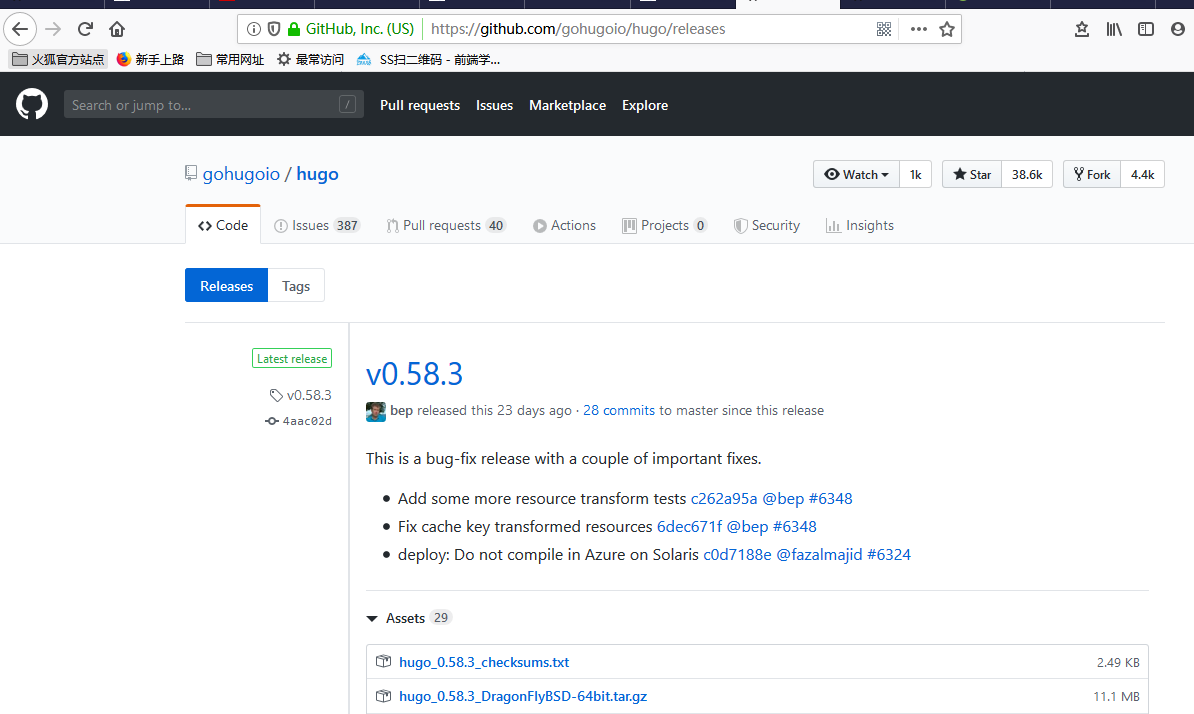 GitHub, Inc. (US) https://github.com/gohugoio/hugo/releases
火狐官方站点 新手上路 常用网址 最常访问 SS扫二维码 - 前端学...
Search or jump to... / Pull requests Issues Marketplace Explore
gohugoio / hugo Watch 1k Star 38.6k Fork 4.4k
Code Issues 387 Pull requests 40 Actions Projects 0 Security Insights
Releases Tags
Latest release
v0.58.3
4aac02d
v0.58.3
bep released this 23 days ago · 28 commits to master since this release
This is a bug-fix release with a couple of important fixes.
• Add some more resource transform tests c262a95a @bep #6348
• Fix cache key transformed resources 6dec671f @bep #6348
• deploy: Do not compile in Azure on Solaris c0d7188e @fazalmajid #6324
Assets 29
hugo_0.58.3_checksums.txt 2.49 KB
hugo_0.58.3_DragonFlyBSD-64bit.tar.gz 11.1 MB